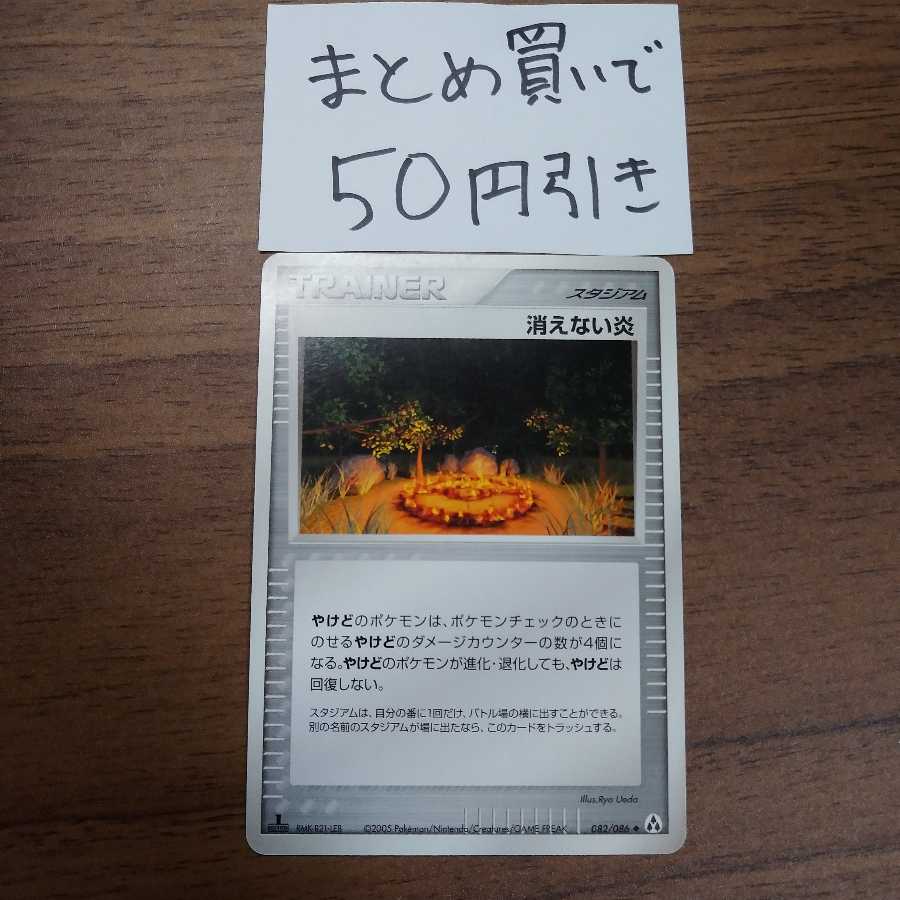 まとめ買いで
50円引き
TRAINER
スタジアム
消えない炎
やけどのポケモンは、ポケモンチェックのときに
のせるやけどのダメージカウンターの数が4個に
なる。やけどのポケモンが進化・退化しても、やけどは
回復しない。
スタジアムは、自分の番に1回だけ、バトル場の横に出すことができる。
別の名前のスタジアムが場に出たなら、このカードをトラッシュする。
Illus.Ryo Ueda
1 EDITION RMK-R21-LEB ©2005 Pokémon/Nintendo/Creatures/GAME FREAK 082/086 ◆